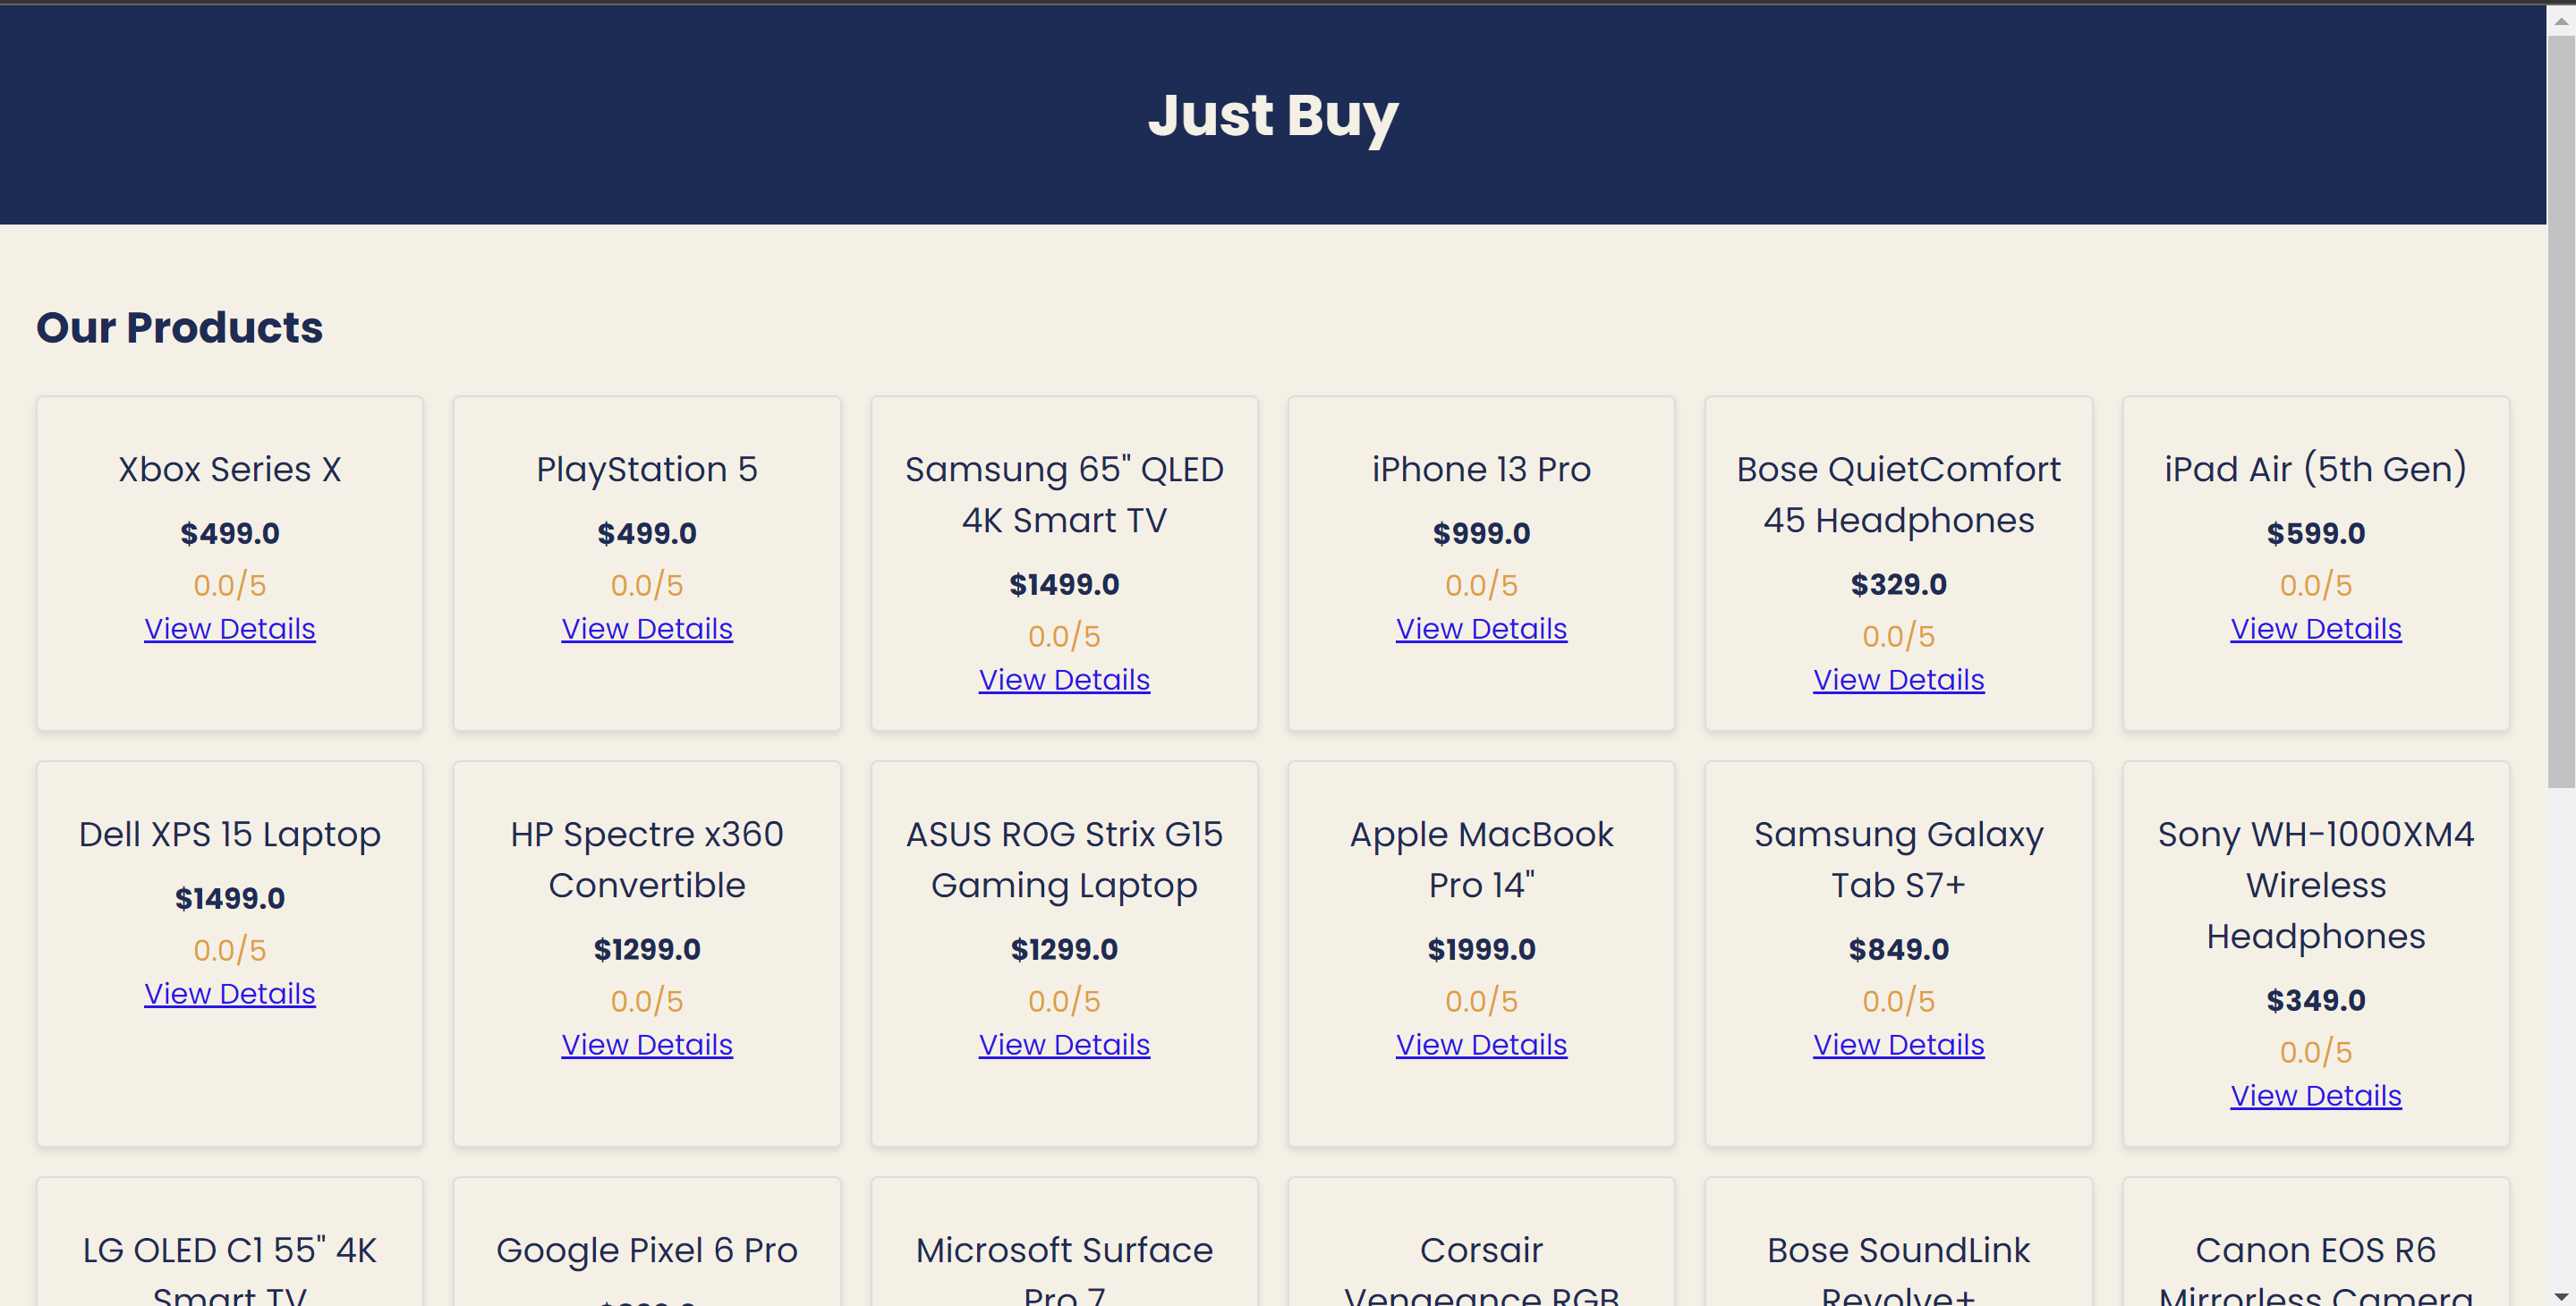 Just Buy
Our Products
Xbox Series X
$499.0
0.0/5
View Details
PlayStation 5
$499.0
0.0/5
View Details
Samsung 65" QLED
4K Smart TV
$1499.0
0.0/5
View Details
iPhone 13 Pro
$999.0
0.0/5
View Details
Bose QuietComfort
45 Headphones
$329.0
0.0/5
View Details
iPad Air (5th Gen)
$599.0
0.0/5
View Details
Dell XPS 15 Laptop
$1499.0
0.0/5
View Details
HP Spectre x360
Convertible
$1299.0
0.0/5
View Details
ASUS ROG Strix G15
Gaming Laptop
$1299.0
0.0/5
View Details
Apple MacBook
Pro 14"
$1999.0
0.0/5
View Details
Samsung Galaxy
Tab S7+
$849.0
0.0/5
View Details
Sony WH-1000XM4
Wireless
Headphones
$349.0
0.0/5
View Details
LG OLED C1 55" 4K
Smart TV
Google Pixel 6 Pro
Microsoft Surface
Pro 7
Corsair
Vengeance RGB
Bose SoundLink
Revolve+
Canon EOS R6
Mirrorless Camera